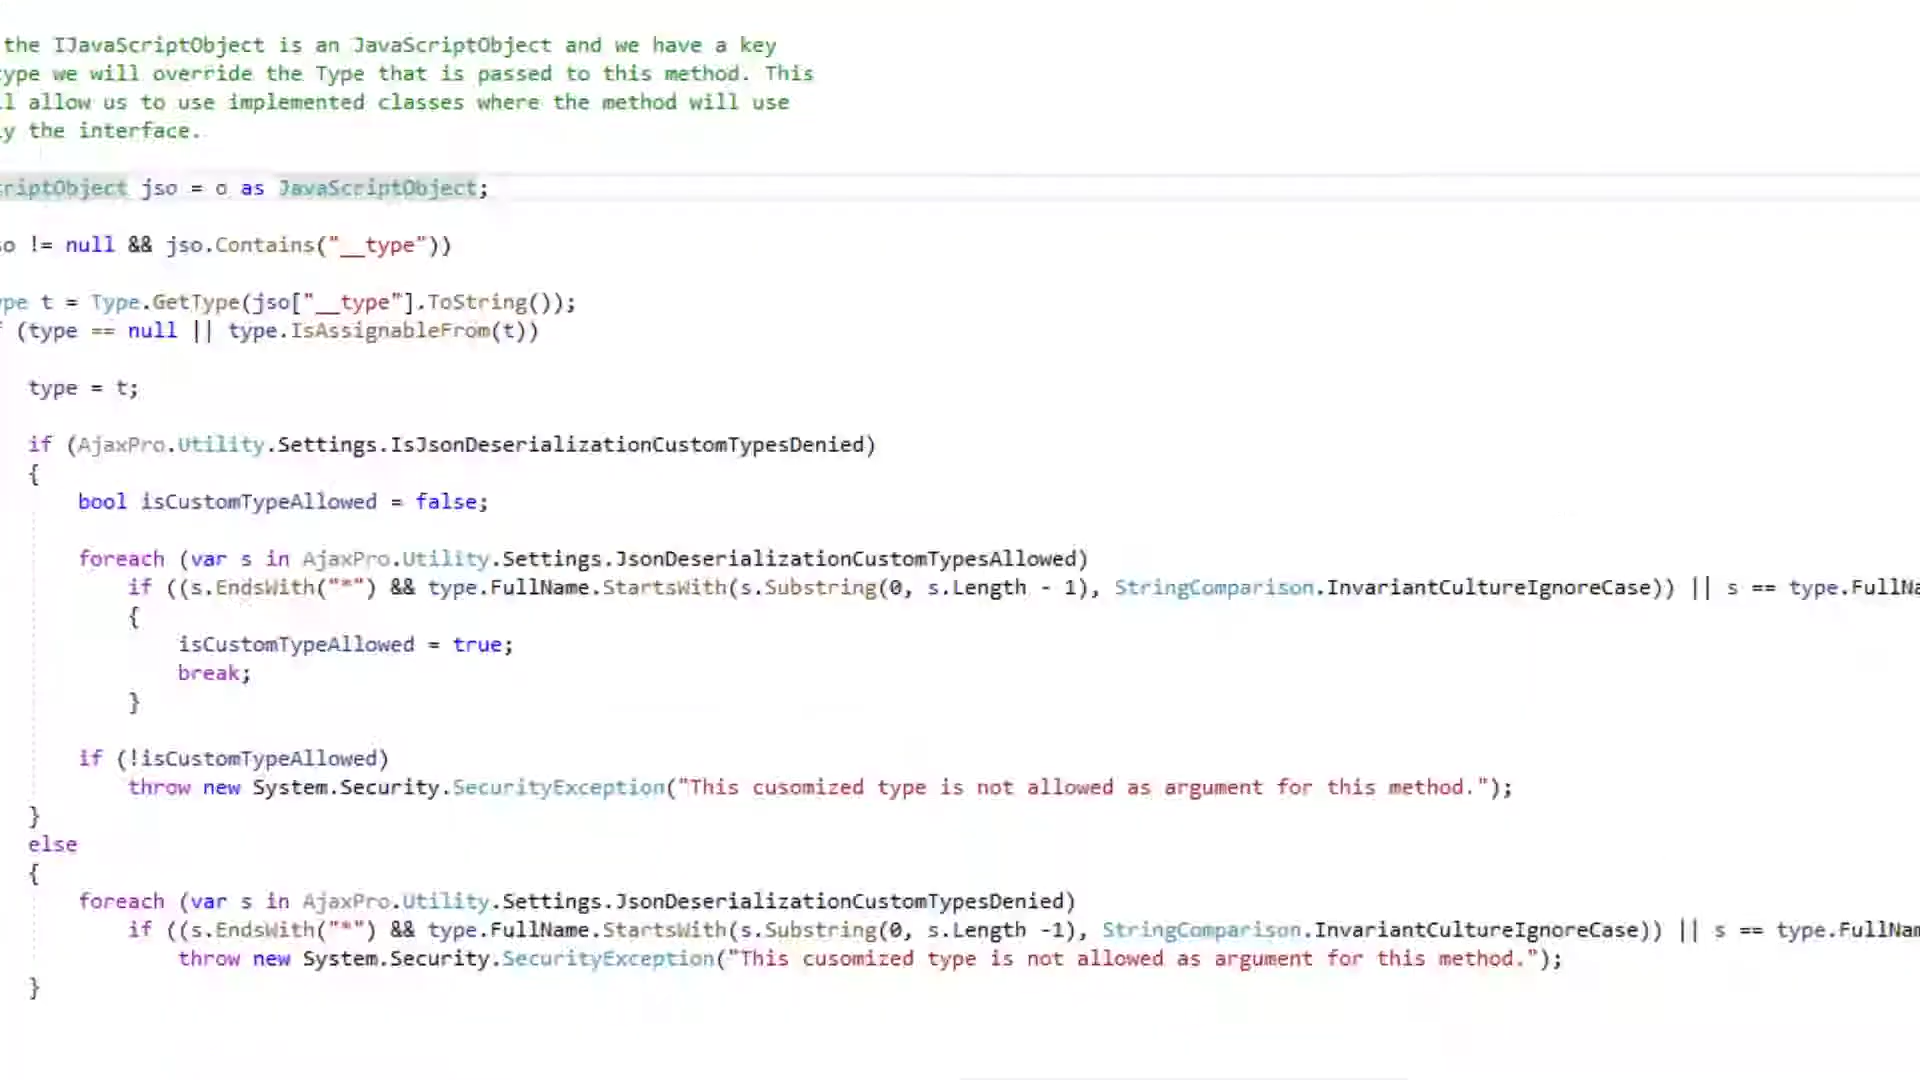 the IJavaScriptObject is an JavaScriptObject and we have a key
ype we will override the Type that is passed to this method. This
l allow us to use implemented classes where the method will use
y the interface.
riptObject jso = o as JavaScriptObject;
o != null && jso.Contains("__type"))
pe t = Type.GetType(jso["__type"].ToString());
(type == null || type.IsAssignableFrom(t))
type = t;
if (AjaxPro.Utility.Settings.IsJsonDeserializationCustomTypesDenied)
{
bool isCustomTypeAllowed = false;
foreach (var s in AjaxPro.Utility.Settings.JsonDeserializationCustomTypesAllowed)
if ((s.EndsWith("*") && type.FullName.StartsWith(s.Substring(0, s.Length - 1), StringComparison.InvariantCultureIgnoreCase)) || s == type.FullNa
{
isCustomTypeAllowed = true;
break;
}
if (!isCustomTypeAllowed)
throw new System.Security.SecurityException("This cusomized type is not allowed as argument for this method.");
}
else
{
foreach (var s in AjaxPro.Utility.Settings.JsonDeserializationCustomTypesDenied)
if ((s.EndsWith("*") && type.FullName.StartsWith(s.Substring(0, s.Length -1), StringComparison.InvariantCultureIgnoreCase)) || s == type.FullNam
throw new System.Security.SecurityException("This cusomized type is not allowed as argument for this method.");
}